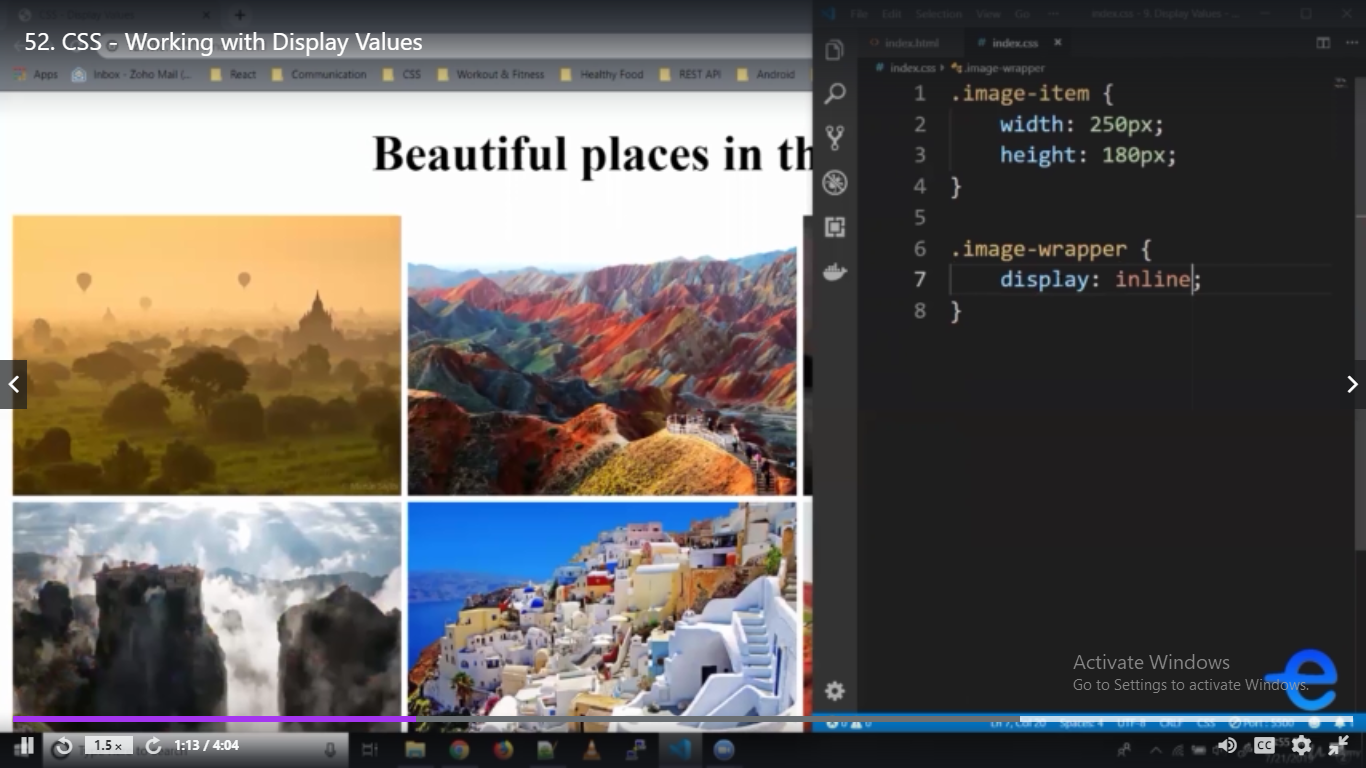 52. CSS - Working with Display Values
Apps
Inbox - Zoho Mail (...
React
Communication
CSS
Workout & Fitness
Healthy Food
REST API
Android
Beautiful places in th
File Edit Selection View Go ... index.css - 9. Display Values - ...
index.html
# index.css ×
# index.css › .image-wrapper
1 .image-item {
2 width: 250px;
3 height: 180px;
4 }
5
6 .image-wrapper {
7 display: inline;
8 }
Activate Windows
Go to Settings to activate Windows.
e
Ln 7, Col 20 Spaces: 4 UTF-8 CRLF CSS Port : 5500
1.5× 1:13 / 4:04
CC